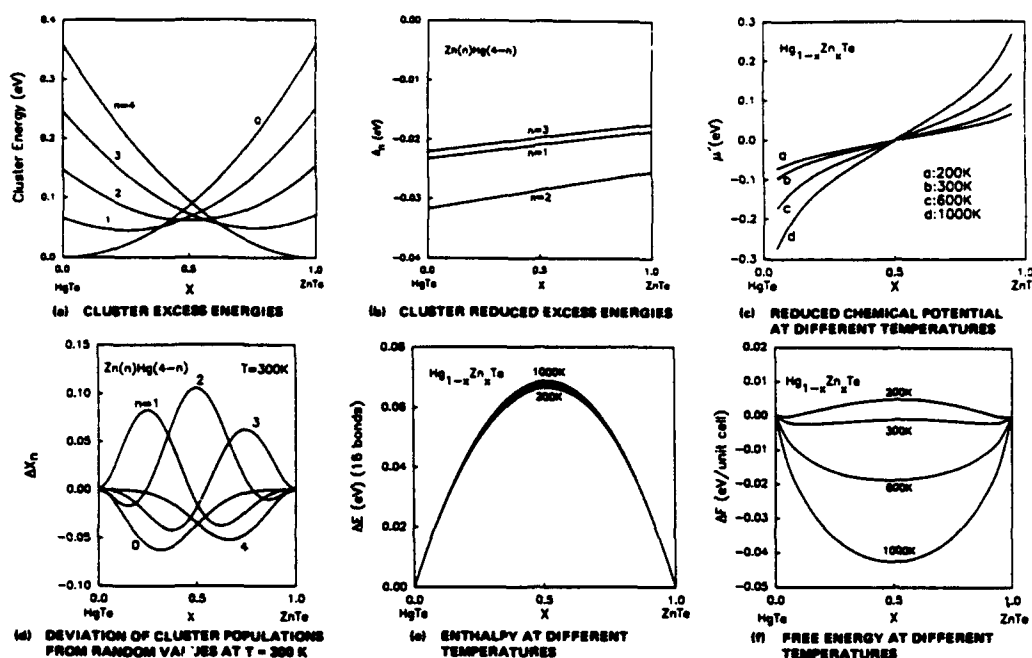 Cluster Energy (eV)
0.4
0.3
0.2
0.1
0.0
n=4
3
2
1
0
0.0
0.5
1.0
HgTe
X
ZnTe
(a) CLUSTER EXCESS ENERGIES
Δn (eV)
0.00
−0.01
−0.02
−0.03
−0.04
Zn(n)Hg(4−n)
n=3
n=1
n=2
0.0
0.5
1.0
HgTe
X
ZnTe
(b) CLUSTER REDUCED EXCESS ENERGIES
μ′(eV)
0.3
0.2
0.1
0.0
−0.1
−0.2
−0.3
Hg1−xZnxTe
a
b
c
d
a:200K
b:300K
c:600K
d:1000K
0.0
0.5
1.0
HgTe
X
ZnTe
(c) REDUCED CHEMICAL POTENTIAL
AT DIFFERENT TEMPERATURES
ΔXn
0.15
0.10
0.05
0.00
−0.05
−0.10
Zn(n)Hg(4−n)
T=300K
n=1
2
3
0
4
0.0
0.5
1.0
HgTe
X
ZnTe
(d) DEVIATION OF CLUSTER POPULATIONS
FROM RANDOM AT T = 300 K
ΔE (eV) (16 bonds)
0.08
0.06
0.04
0.02
0.00
Hg1−xZnxTe
1000K
200K
0.0
0.5
1.0
HgTe
X
ZnTe
(e) ENTHALPY AT DIFFERENT
TEMPERATURES
ΔF (eV/unit cell)
0.02
0.01
0.00
−0.01
−0.02
−0.03
−0.04
−0.05
Hg1−xZnxTe
200K
300K
600K
1000K
0.0
0.5
1.0
HgTe
X
ZnTe
(f) FREE ENERGY AT DIFFERENT
TEMPERATURES